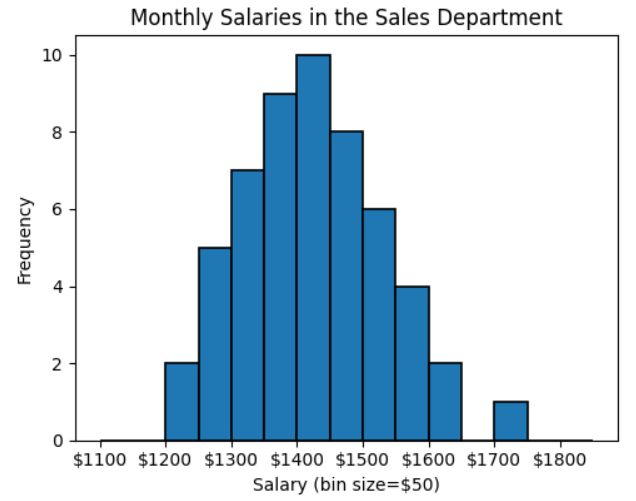 Monthly Salaries in the Sales Department
10
8
6
4
2
0
Frequency
$1100 $1200 $1300 $1400 $1500 $1600 $1700 $1800
Salary (bin size=$50)